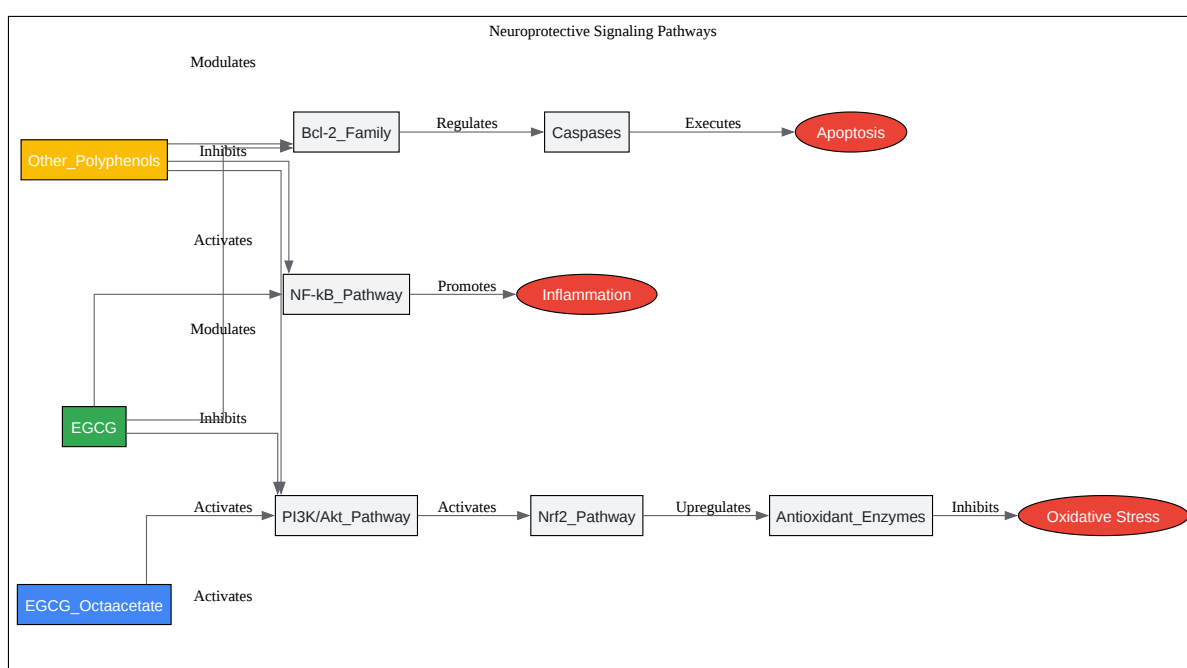 Neuroprotective Signaling Pathways
Modulates
Bcl-2_Family
Regulates
Caspases
Executes
Apoptosis
Other_Polyphenols
Inhibits
Activates
NF-kB_Pathway
Promotes
Inflammation
Modulates
EGCG
Inhibits
Activates
PI3K/Akt_Pathway
Activates
Nrf2_Pathway
Upregulates
Antioxidant_Enzymes
Inhibits
Oxidative Stress
EGCG_Octaacetate
Activates